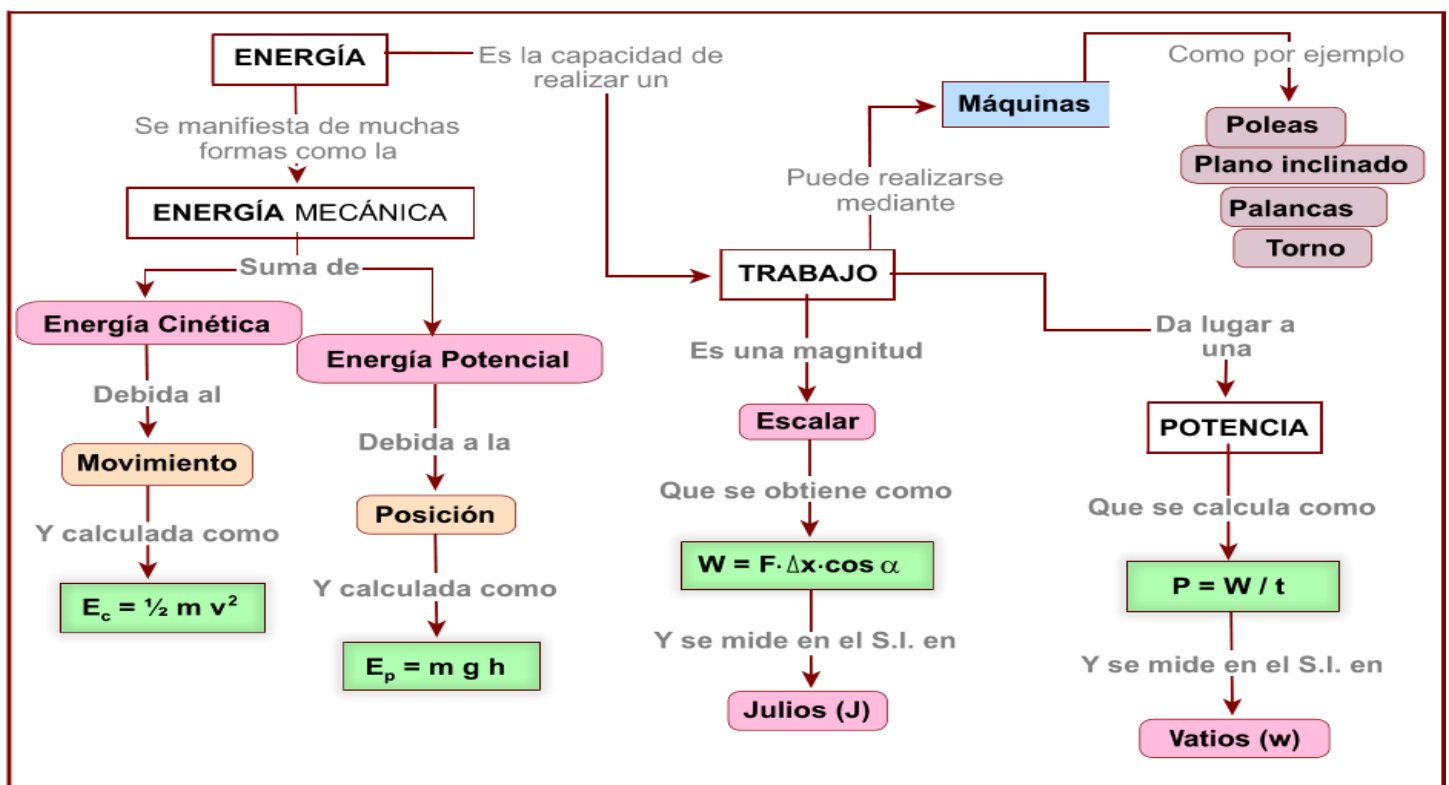 ENERGÍA
Es la capacidad de
realizar un
Se manifiesta de muchas
formas como la
ENERGÍA MECÁNICA
Suma de
Energía Cinética
Debida al
Movimiento
Y calculada como
E_c = ½ m v²
Energía Potencial
Debida a la
Posición
Y calculada como
E_p = m g h
TRABAJO
Puede realizarse
mediante
Máquinas
Como por ejemplo
Poleas
Plano inclinado
Palancas
Torno
Es una magnitud
Escalar
Que se obtiene como
W = F· Δx·cos α
Y se mide en el S.I. en
Julios (J)
Da lugar a
una
POTENCIA
Que se calcula como
P = W / t
Y se mide en el S.I. en
Vatios (w)